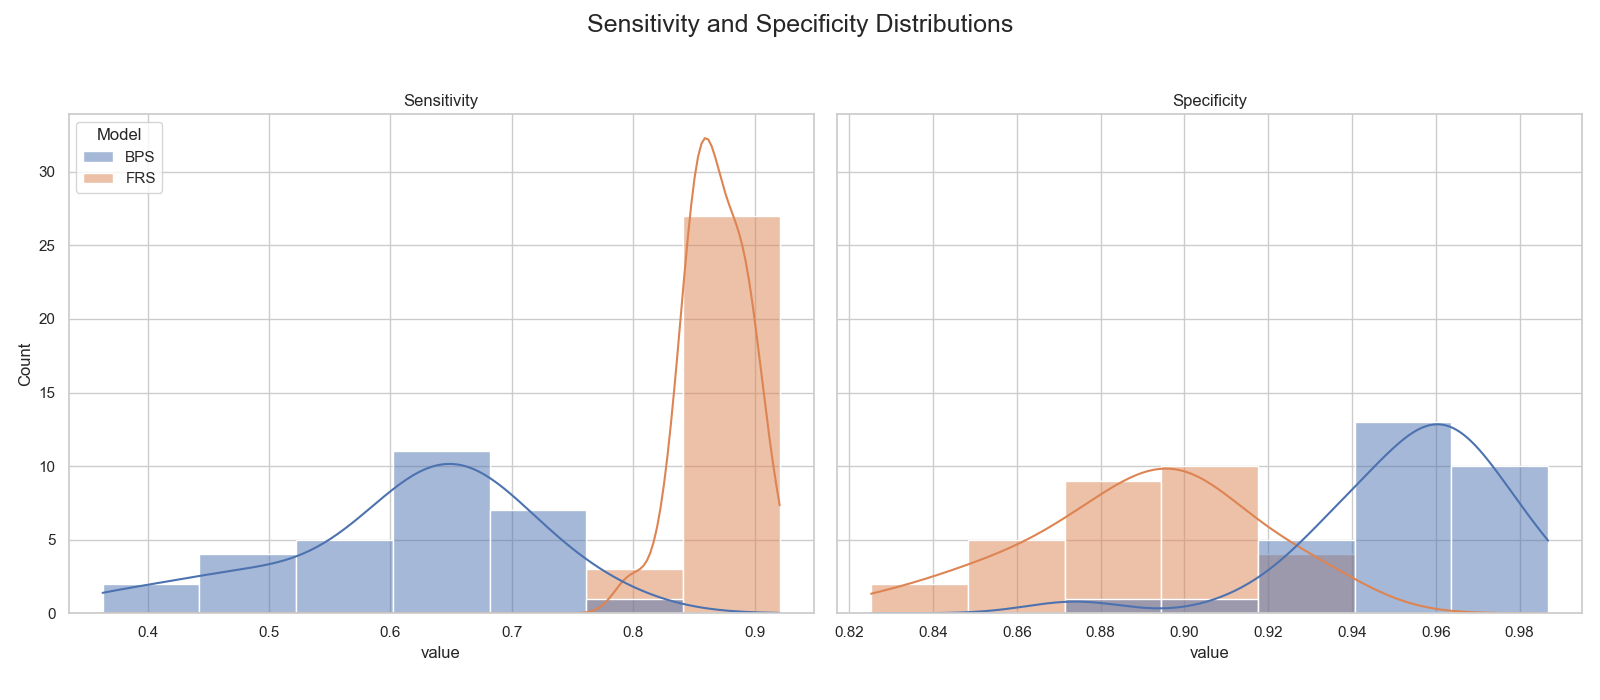 Sensitivity and Specificity Distributions
Sensitivity
Specificity
Model
BPS
FRS
30
25
20
15
10
5
0
Count
0.4 0.5 0.6 0.7 0.8 0.9
0.82 0.84 0.86 0.88 0.90 0.92 0.94 0.96 0.98
value
value